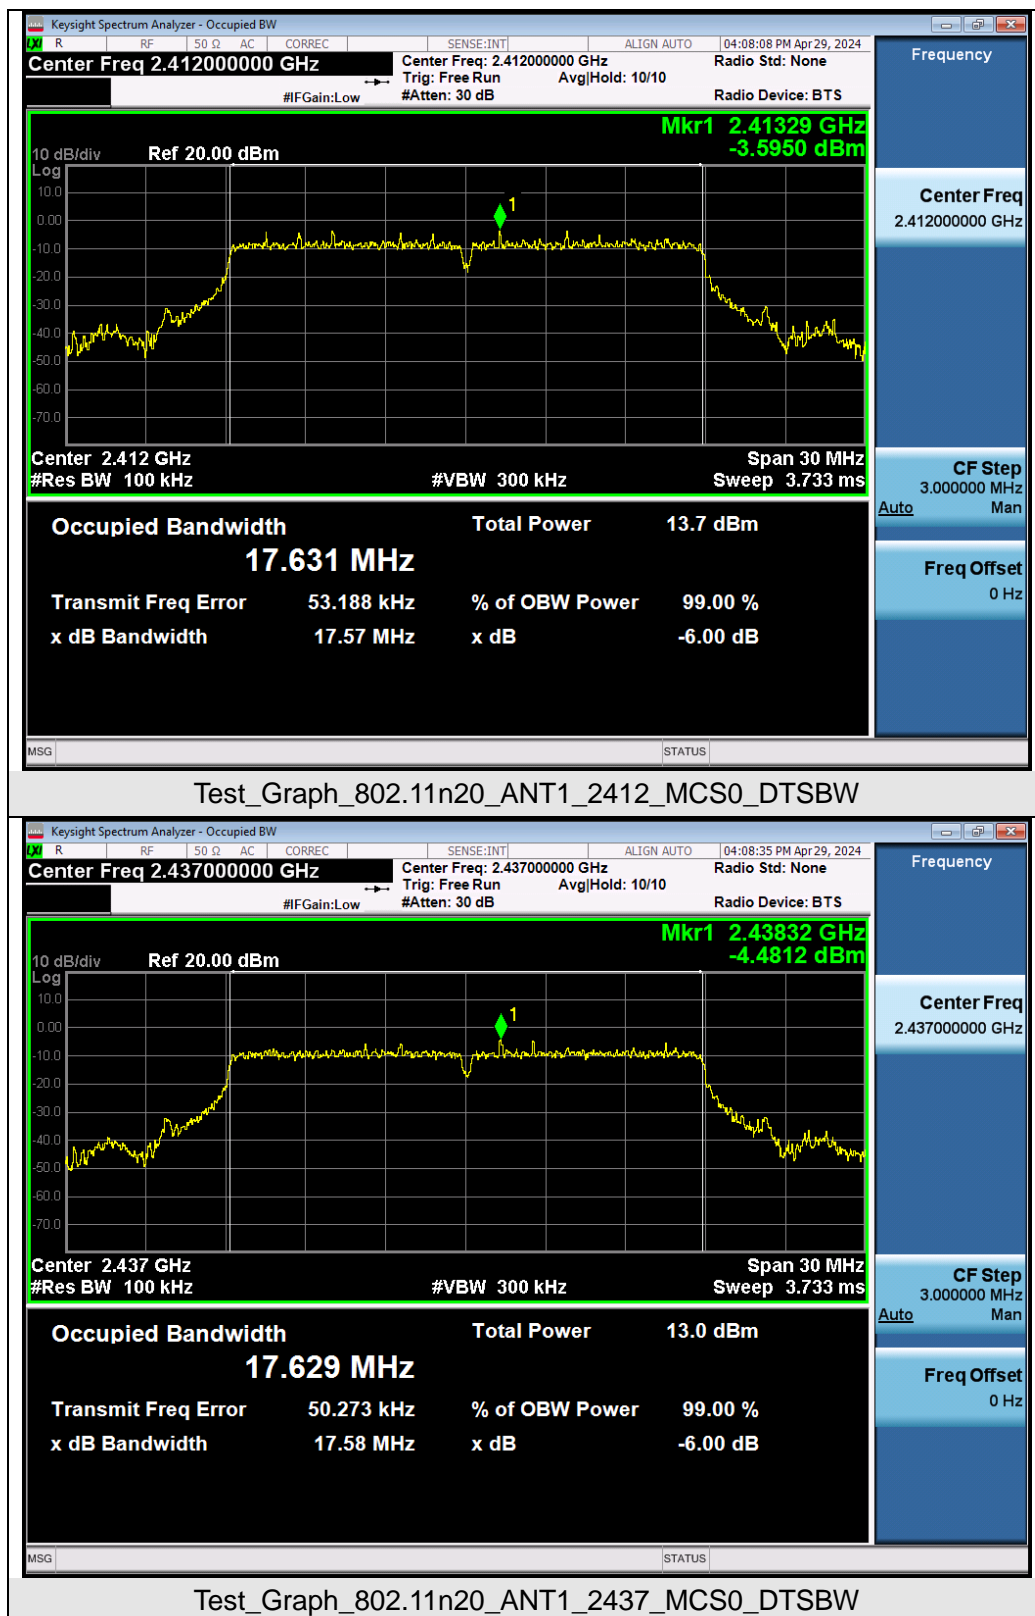 Keysight Spectrum Analyzer - Occupied BW
LXI R RF 50 Ω AC CORREC SENSE:INT ALIGN AUTO 04:08:08 PM Apr 29, 2024
Center Freq 2.412000000 GHz
Center Freq: 2.412000000 GHz
Radio Std: None
Trig: Free Run Avg|Hold: 10/10
#IFGain:Low
#Atten: 30 dB
Radio Device: BTS
Frequency
Mkr1 2.41329 GHz
-3.5950 dBm
10 dB/div Ref 20.00 dBm
Log
10.0
1
0.00
-10.0
-20.0
-30.0
-40.0
-50.0
-60.0
-70.0
Center 2.412 GHz Span 30 MHz
#Res BW 100 kHz #VBW 300 kHz Sweep 3.733 ms
Center Freq
2.412000000 GHz
CF Step
3.000000 MHz
Auto Man
Freq Offset
0 Hz
Occupied Bandwidth Total Power 13.7 dBm
17.631 MHz
Transmit Freq Error 53.188 kHz % of OBW Power 99.00 %
x dB Bandwidth 17.57 MHz x dB -6.00 dB
MSG STATUS
Test_Graph_802.11n20_ANT1_2412_MCS0_DTSBW
Keysight Spectrum Analyzer - Occupied BW
LXI R RF 50 Ω AC CORREC SENSE:INT ALIGN AUTO 04:08:35 PM Apr 29, 2024
Center Freq 2.437000000 GHz
Center Freq: 2.437000000 GHz
Radio Std: None
Trig: Free Run Avg|Hold: 10/10
#IFGain:Low
#Atten: 30 dB
Radio Device: BTS
Frequency
Mkr1 2.43832 GHz
-4.4812 dBm
10 dB/div Ref 20.00 dBm
Log
10.0
1
0.00
-10.0
-20.0
-30.0
-40.0
-50.0
-60.0
-70.0
Center 2.437 GHz Span 30 MHz
#Res BW 100 kHz #VBW 300 kHz Sweep 3.733 ms
Center Freq
2.437000000 GHz
CF Step
3.000000 MHz
Auto Man
Freq Offset
0 Hz
Occupied Bandwidth Total Power 13.0 dBm
17.629 MHz
Transmit Freq Error 50.273 kHz % of OBW Power 99.00 %
x dB Bandwidth 17.58 MHz x dB -6.00 dB
MSG STATUS
Test_Graph_802.11n20_ANT1_2437_MCS0_DTSBW